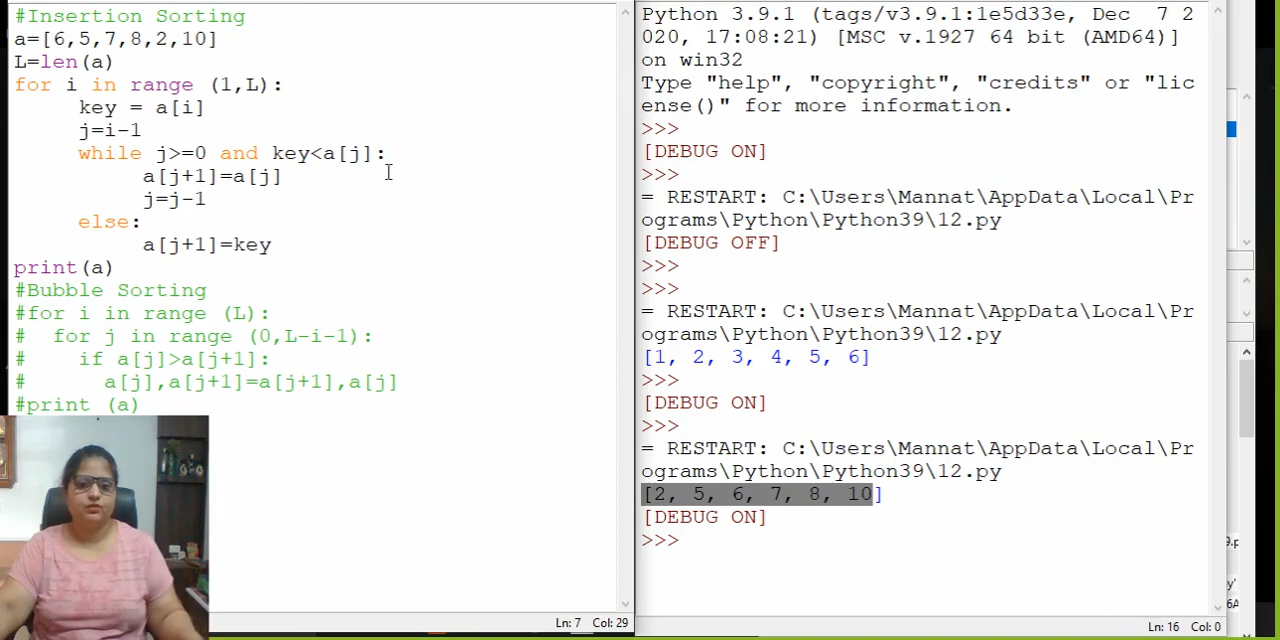 #Insertion Sorting
a=[6,5,7,8,2,10]
L=len(a)
for i in range (1,L):
     key = a[i]
     j=i-1
     while j>=0 and key<a[j]:
          a[j+1]=a[j]
          j=j-1
     else:
          a[j+1]=key
print(a)
#Bubble Sorting
#for i in range (L):
#  for j in range (0,L-i-1):
#    if a[j]>a[j+1]:
#      a[j],a[j+1]=a[j+1],a[j]
#print (a)
Ln: 7 Col: 29
Python 3.9.1 (tags/v3.9.1:1e5d33e, Dec  7 2
020, 17:08:21) [MSC v.1927 64 bit (AMD64)]
on win32
Type "help", "copyright", "credits" or "lic
ense()" for more information.
>>>
[DEBUG ON]
>>>
= RESTART: C:\Users\Mannat\AppData\Local\Pr
ograms\Python\Python39\12.py
[DEBUG OFF]
>>>
>>>
= RESTART: C:\Users\Mannat\AppData\Local\Pr
ograms\Python\Python39\12.py
[1, 2, 3, 4, 5, 6]
>>>
[DEBUG ON]
>>>
= RESTART: C:\Users\Mannat\AppData\Local\Pr
ograms\Python\Python39\12.py
[2, 5, 6, 7, 8, 10]
[DEBUG ON]
>>>
Ln: 16 Col: 0